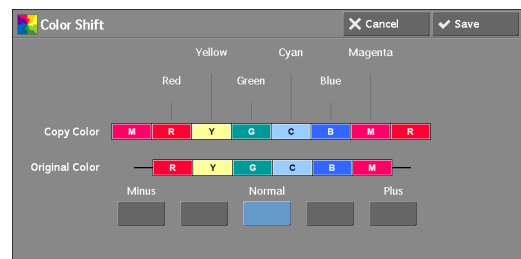 Color Shift
Cancel
Save
Yellow Cyan Magenta
Red Green Blue
Copy Color M R Y G C B M R
Original Color R Y G C B M
Minus Normal Plus